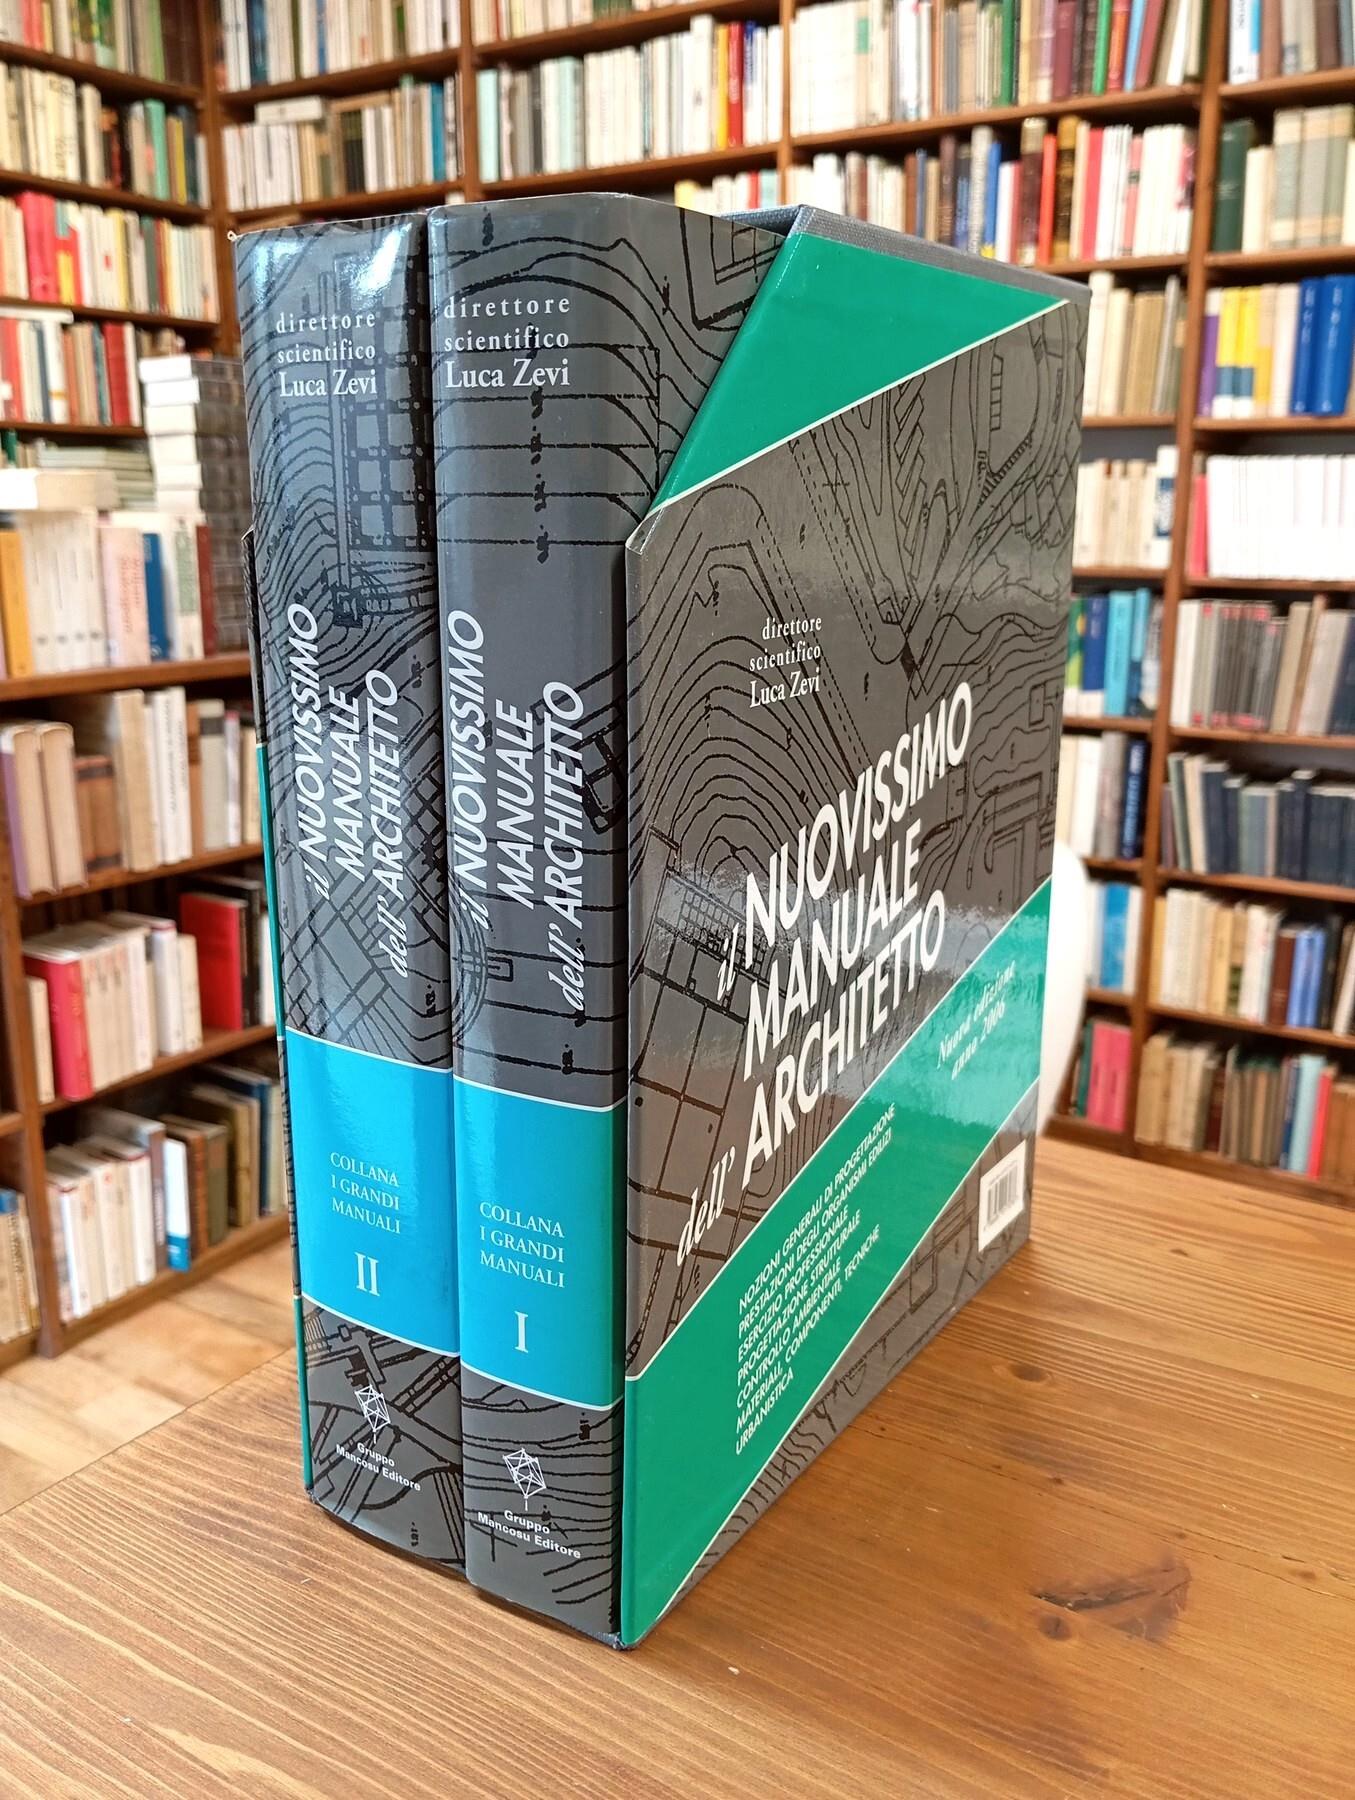 direttore
scientifico
Luca Zevi
il NUOVISSIMO
MANUALE
dell'ARCHITETTO
COLLANA
I GRANDI
MANUALI
II
Gruppo
Mancosu Editore
direttore
scientifico
Luca Zevi
il NUOVISSIMO
MANUALE
dell'ARCHITETTO
COLLANA
I GRANDI
MANUALI
I
Gruppo
Mancosu Editore
direttore
scientifico
Luca Zevi
il NUOVISSIMO
MANUALE
dell'ARCHITETTO
Nuova edizione
anno 2006
NOZIONI GENERALI DI PROGETTAZIONE
PRESTAZIONI DEGLI ORGANISMI EDILIZI
ESERCIZIO PROFESSIONALE
PROGETTAZIONE STRUTTURALE
CONTROLLO AMBIENTALE
MATERIALI, COMPONENTI, TECNICHE
URBANISTICA